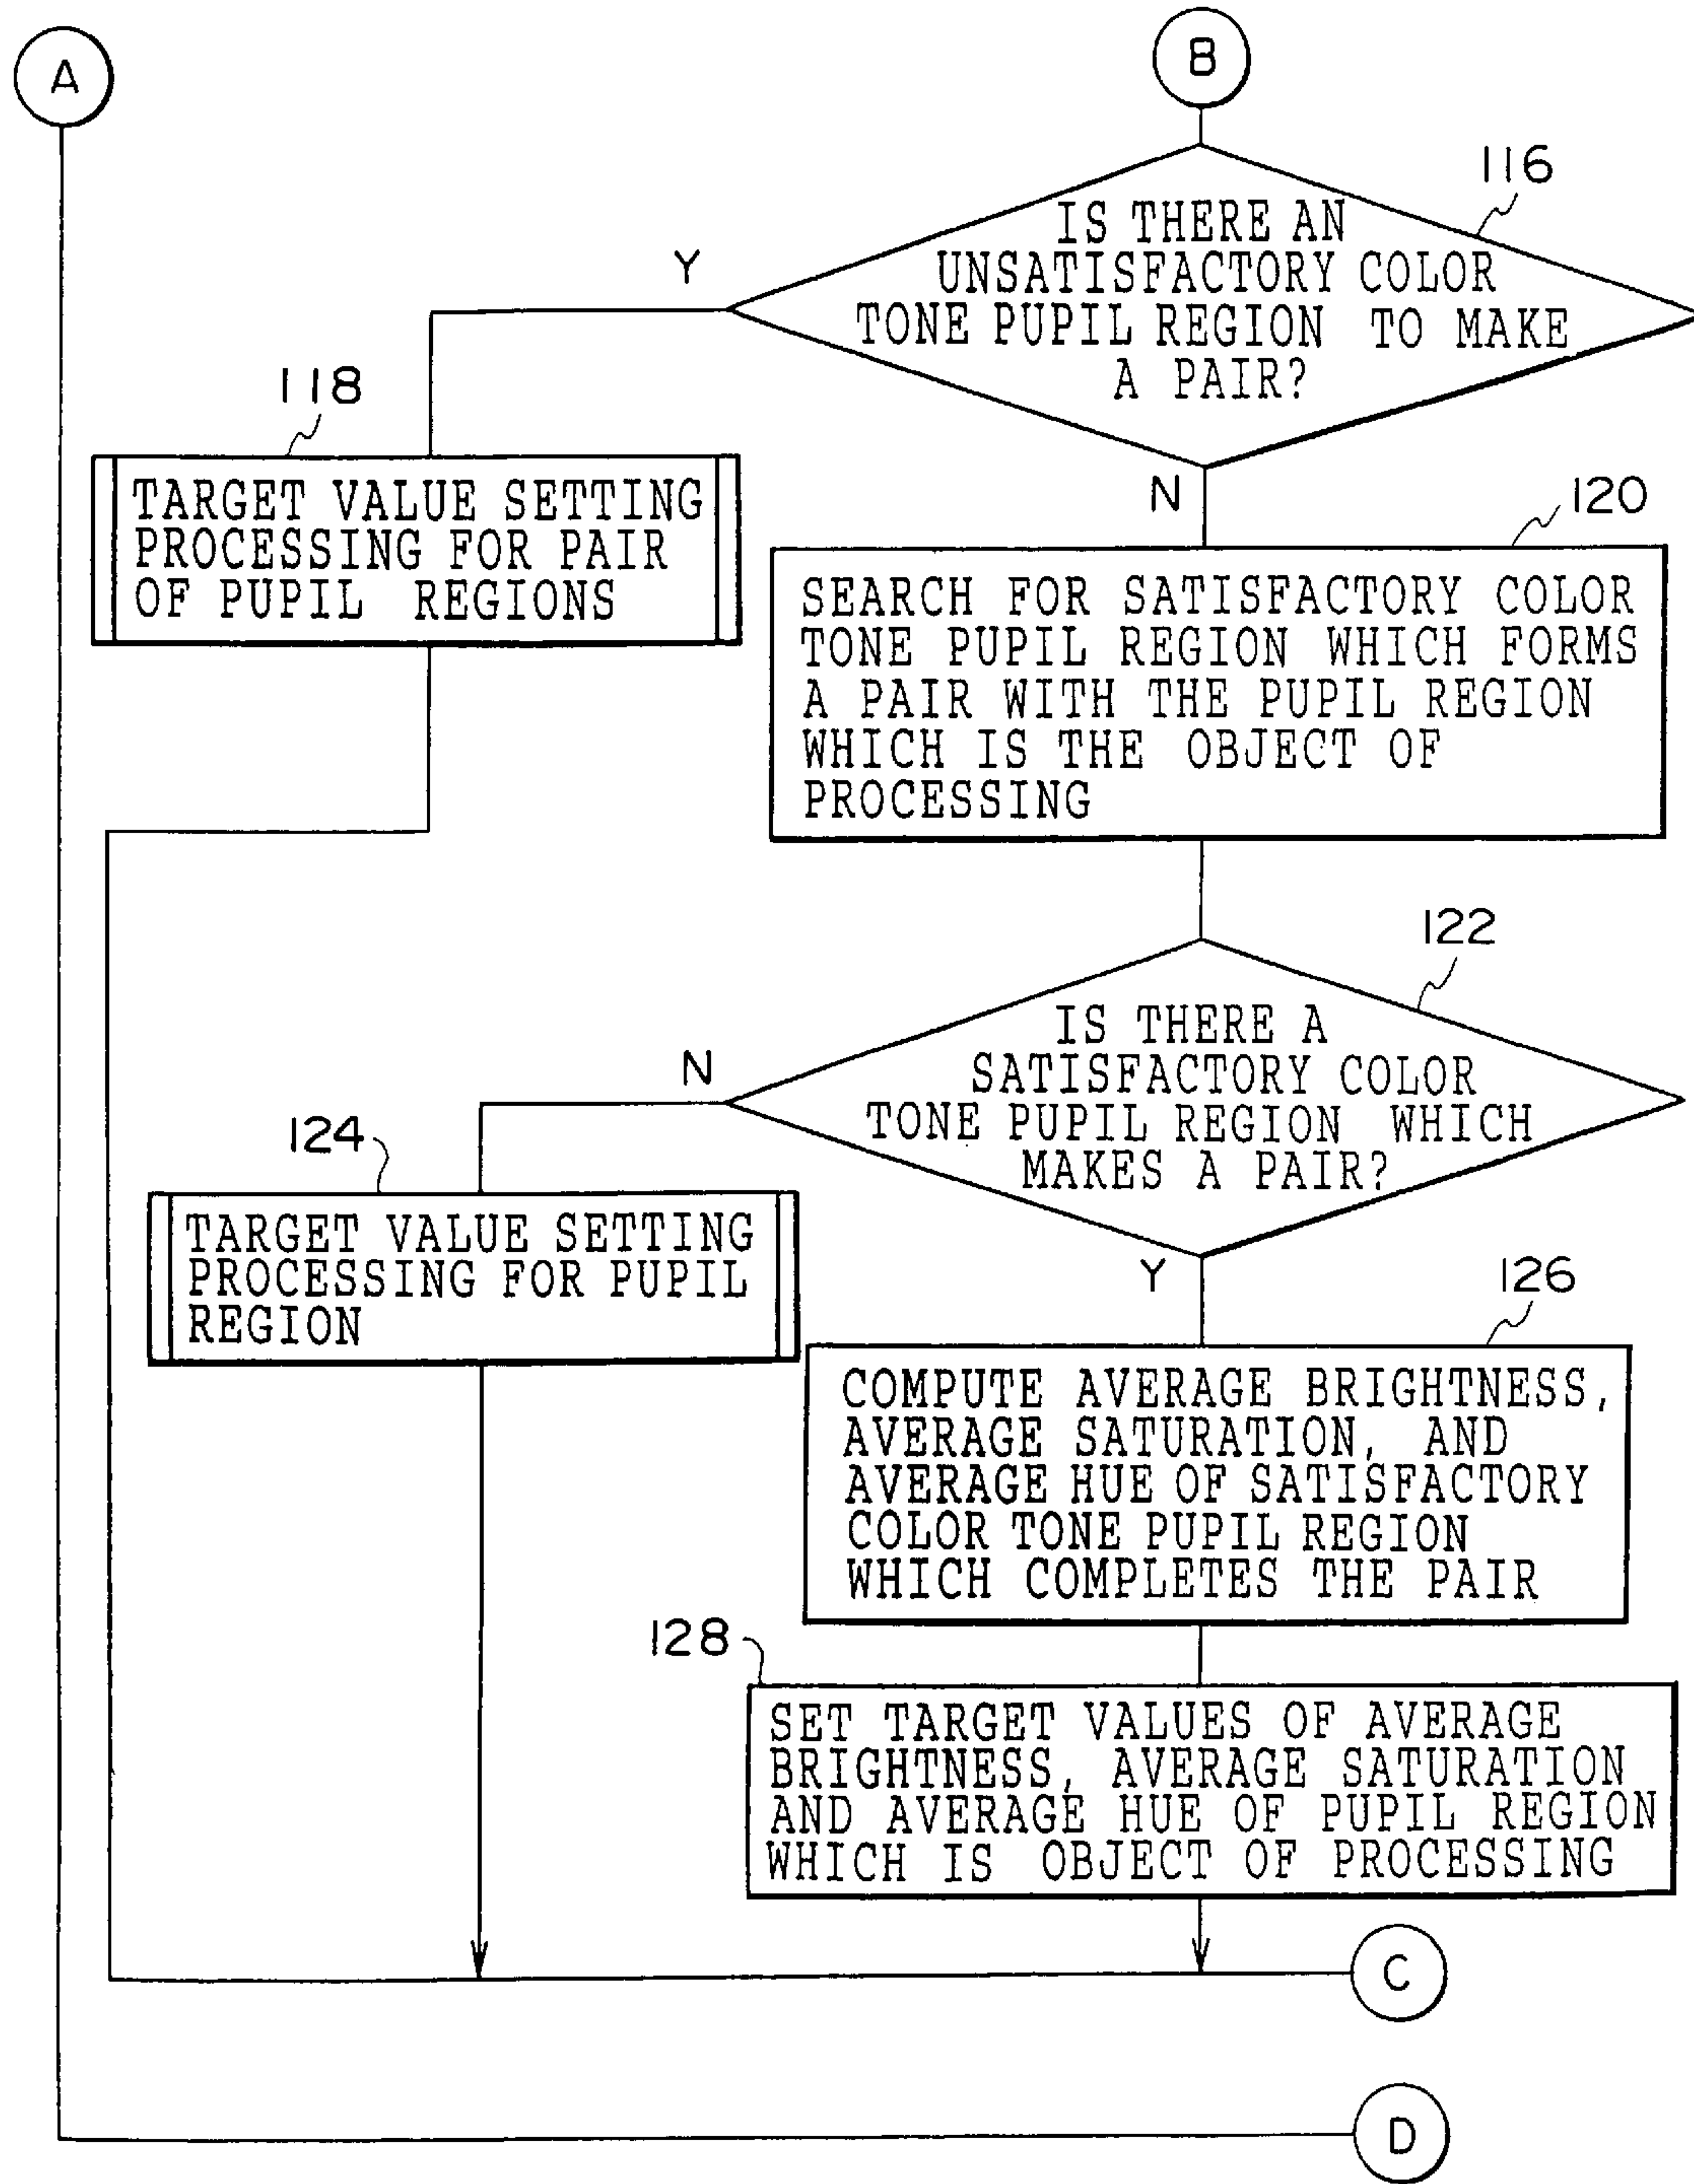 A
B
116
IS THERE AN
UNSATISFACTORY COLOR
TONE PUPIL REGION TO MAKE
A PAIR?
Y
N
118
TARGET VALUE SETTING
PROCESSING FOR PAIR
OF PUPIL REGIONS
120
SEARCH FOR SATISFACTORY COLOR
TONE PUPIL REGION WHICH FORMS
A PAIR WITH THE PUPIL REGION
WHICH IS THE OBJECT OF
PROCESSING
122
IS THERE A
SATISFACTORY COLOR
TONE PUPIL REGION WHICH
MAKES A PAIR?
N
Y
124
TARGET VALUE SETTING
PROCESSING FOR PUPIL
REGION
126
COMPUTE AVERAGE BRIGHTNESS,
AVERAGE SATURATION, AND
AVERAGE HUE OF SATISFACTORY
COLOR TONE PUPIL REGION
WHICH COMPLETES THE PAIR
128
SET TARGET VALUES OF AVERAGE
BRIGHTNESS, AVERAGE SATURATION
AND AVERAGE HUE OF PUPIL REGION
WHICH IS OBJECT OF PROCESSING
C
D